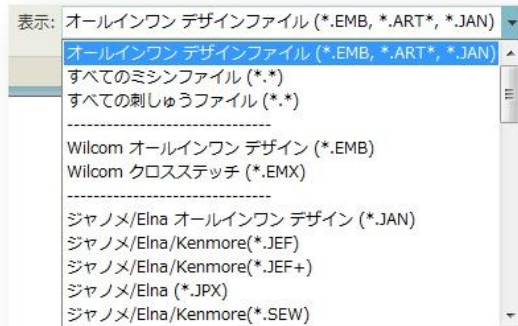 表示: オールインワン デザインファイル (*.EMB, *.ART*, *.JAN)
オールインワン デザインファイル (*.EMB, *.ART*, *.JAN)
すべてのミシンファイル (*.*)
すべての刺しゅうファイル (*.*)
-------------------------------
Wilcom オールインワン デザイン (*.EMB)
Wilcom クロスステッチ (*.EMX)
-------------------------------
ジャノメ/Elna オールインワン デザイン (*.JAN)
ジャノメ/Elna/Kenmore(*.JEF)
ジャノメ/Elna/Kenmore(*.JEF+)
ジャノメ/Elna (*.JPX)
ジャノメ/Elna/Kenmore(*.SEW)